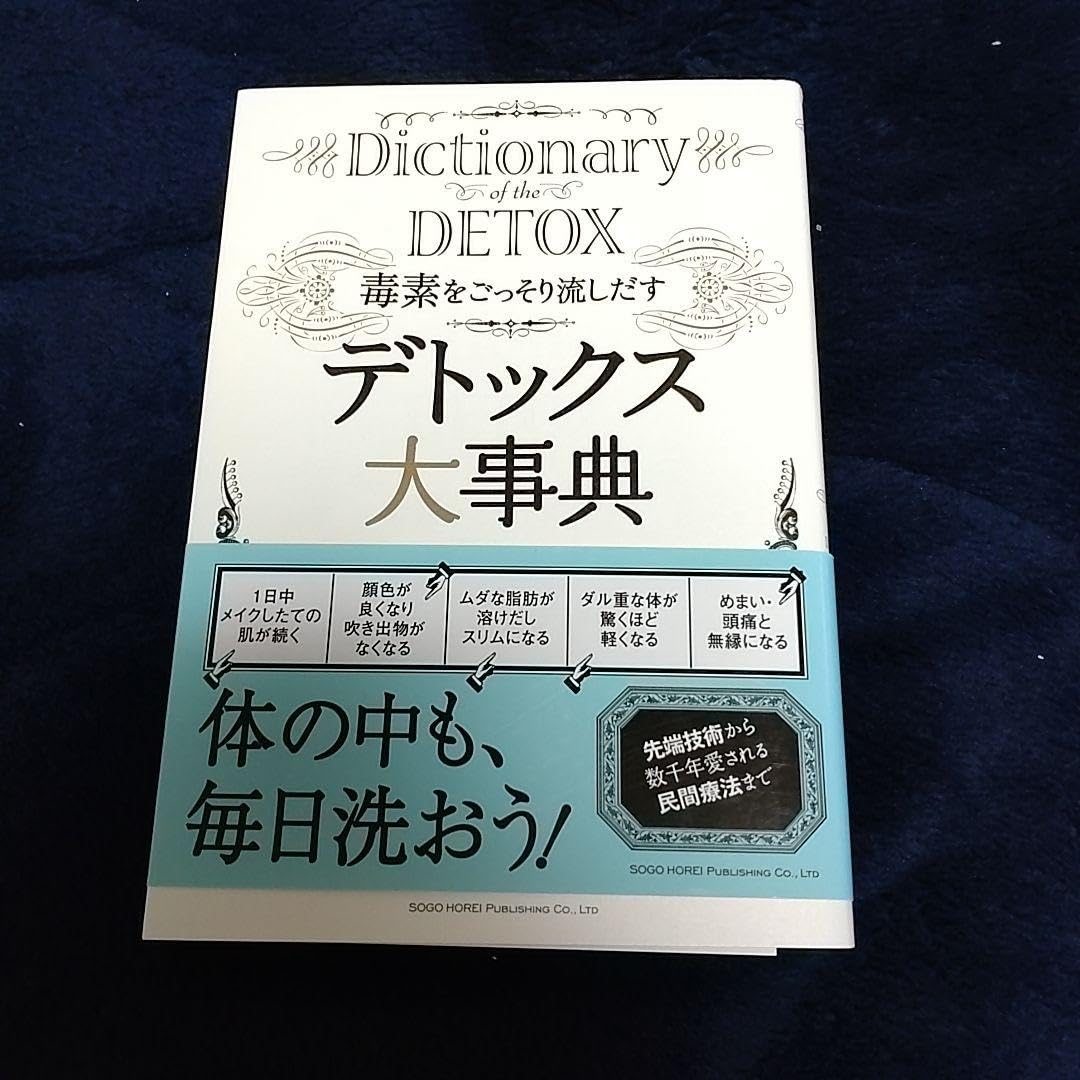 Dictionary
of the
DETOX
毒素をごっそり流しだす
デトックス
大事典
1日中
メイクしたての
肌が続く
顔色が
良くなり
吹き出物が
なくなる
ムダな脂肪が
溶けだし
スリムになる
ダル重な体が
驚くほど
軽くなる
めまい・
頭痛と
無縁になる
体の中も、
毎日洗おう!
先端技術から
数千年愛される
民間療法まで
SOGO HOREI PUBLISHING CO., LTD
SOGO HOREI PUBLISHING CO., LTD